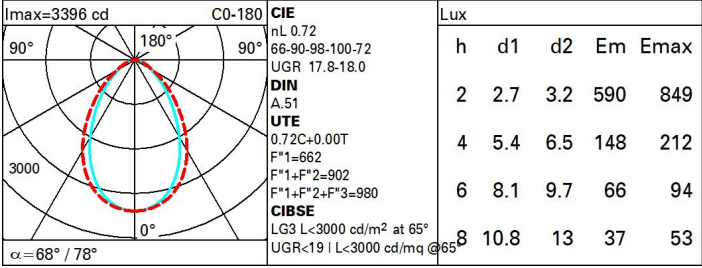 Imax=3396 cd C0-180
90° 180° 90°
3000
0°
α=68° / 78°
CIE
nL 0.72
66-90-98-100-72
UGR 17.8-18.0
DIN
A.51
UTE
0.72C+0.00T
F"1=662
F"1+F"2=902
F"1+F"2+F"3=980
CIBSE
LG3 L<3000 cd/m² at 65°
UGR<19 | L<3000 cd/mq @65°
Lux
h d1 d2 Em Emax
2 2.7 3.2 590 849
4 5.4 6.5 148 212
6 8.1 9.7 66 94
8 10.8 13 37 53